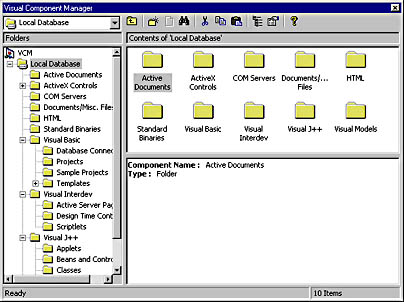 Visual Component Manager
Local Database
Folders
Contents of 'Local Database'
VCM
Local Database
Active Documents
ActiveX Controls
COM Servers
Documents/Misc. Files
HTML
Standard Binaries
Visual Basic
Database Connec
Projects
Sample Projects
Templates
Visual Interdev
Active Server Pag
Design Time Cont
Scriptlets
Visual J++
Applets
Beans and Contro
Classes
Active
Documents
ActiveX
Controls
COM Servers
Documents/...
Files
HTML
Standard
Binaries
Visual Basic
Visual
Interdev
Visual J++
Visual Models
Component Name : Active Documents
Type : Folder
Ready
10 Items